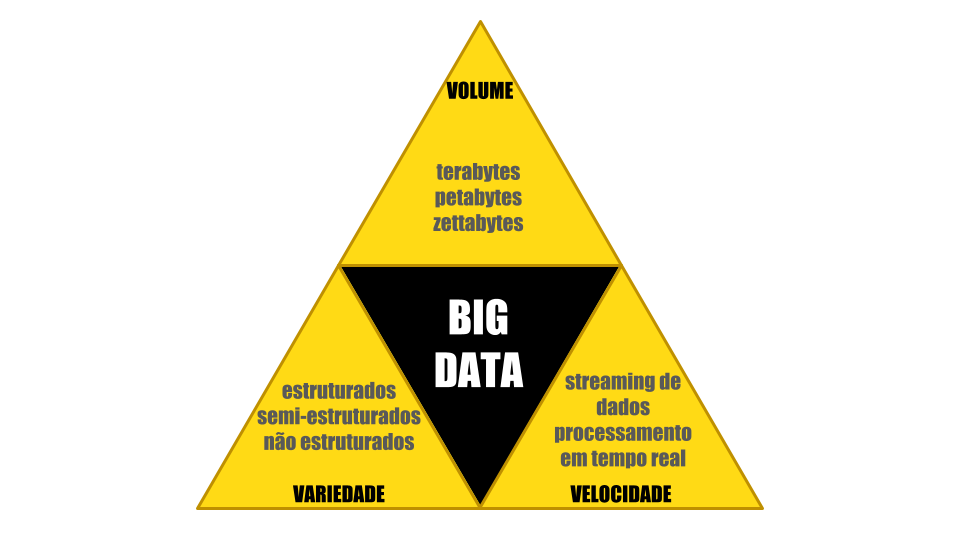 VOLUME
terabytes
petabytes
zettabytes
BIG
DATA
estruturados
semi-estruturados
não estruturados
VARIEDADE
streaming de
dados
processamento
em tempo real
VELOCIDADE